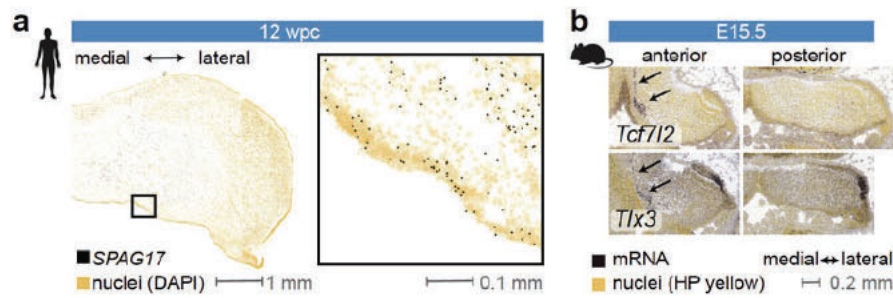 a
12 wpc
medial ↔ lateral
SPAG17
nuclei (DAPI)
1 mm
0.1 mm
b
E15.5
anterior
posterior
Tcf7l2
Tlx3
mRNA
nuclei (HP yellow)
medial↔lateral
0.2 mm